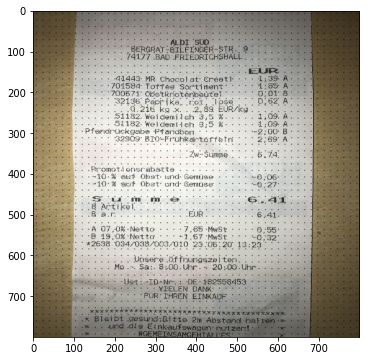 ALDI SÜD
BERGRAT-BILFINGER-STR. 9
74177 BAD FRIEDRICHSHALL
EUR
41443 MR Chocolat Creati 1,39 A
701584 Toffee Sortiment 1,89 A
700671 Obstknotenbeutel 0,01 B
32136 Paprika, rot, lose 0,62 A
0,216 kg x 2,89 EUR/kg
51182 Weidemilch 3,5 % 1,09 A
51182 Weidemilch 3,5 % 1,09 A
Pfandrückgabe Pfandbon -2,00 B
32909 BIO-Frühkartoffeln 2,69 A
Zw-Summe 6,74
Promotionsrabatte
-10 % auf Obst und Gemüse -0,06
-10 % auf Obst und Gemüse -0,27
Summe 6,41
8 Artikel
Bar EUR 6,41
A 07,0% Netto 7,85 MwSt 0,55
B 19,0% Netto -1,67 MwSt -0,32
*2638 034/038/003/010 23.06.20 13:23
Unsere Öffnungszeiten:
Mo - Sa: 8:00 Uhr - 20:00 Uhr
Ust.-ID-Nr.: DE 182558453
VIELEN DANK
FÜR IHREN EINKAUF
* Bleibt gesund: Bitte 2m Abstand halten *
* und die Einkaufswagen nutzen! *
0
100
200
300
400
500
600
700
0 100 200 300 400 500 600 700